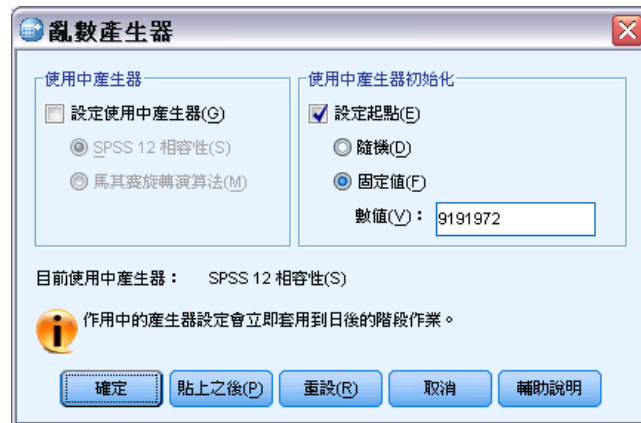 亂數產生器
使用中產生器
設定使用中產生器(G)
SPSS 12 相容性(S)
馬其賽旋轉演算法(M)
使用中產生器初始化
設定起點(E)
隨機(D)
固定值(F)
數值(V)： 9191972
目前使用中產生器： SPSS 12 相容性(S)
作用中的產生器設定會立即套用到日後的階段作業。
確定 貼上之後(P) 重設(R) 取消 輔助說明